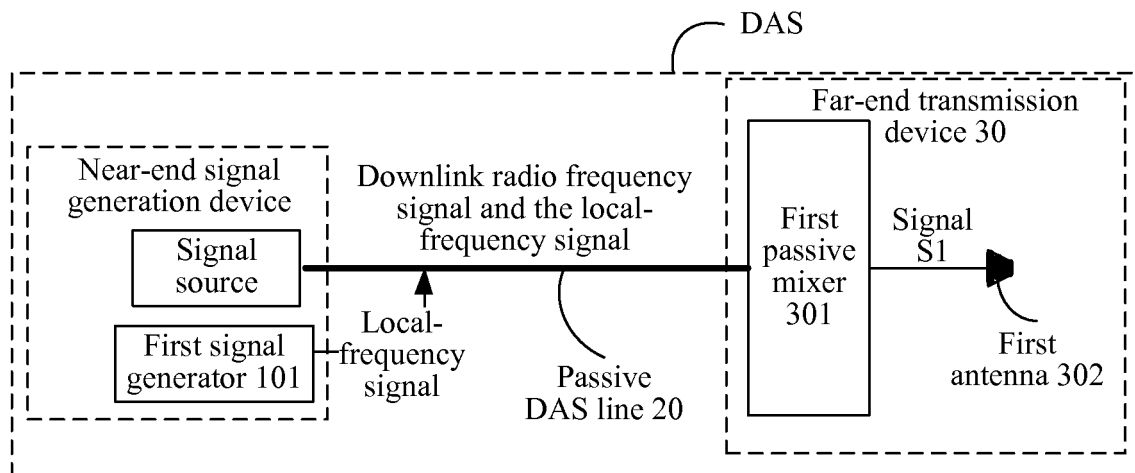 DAS
Far-end transmission
device 30
Near-end signal
generation device
Signal
source
First signal
generator 101
Downlink radio frequency
signal and the local-
frequency signal
Local-
frequency
signal
Passive
DAS line 20
First
passive
mixer
301
Signal
S1
First
antenna 302